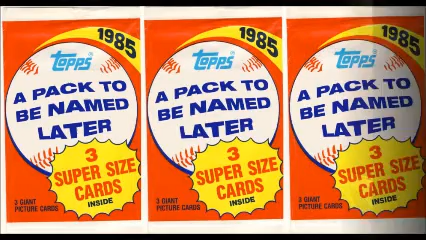 1985
Topps®
A PACK TO
BE NAMED
LATER
3
SUPER SIZE
CARDS
INSIDE
3 GIANT
PICTURE CARDS
1985
Topps®
A PACK TO
BE NAMED
LATER
3
SUPER SIZE
CARDS
INSIDE
3 GIANT
PICTURE CARDS
1985
Topps®
A PACK TO
BE NAMED
LATER
3
SUPER SIZE
CARDS
INSIDE
3 GIANT
PICTURE CARDS